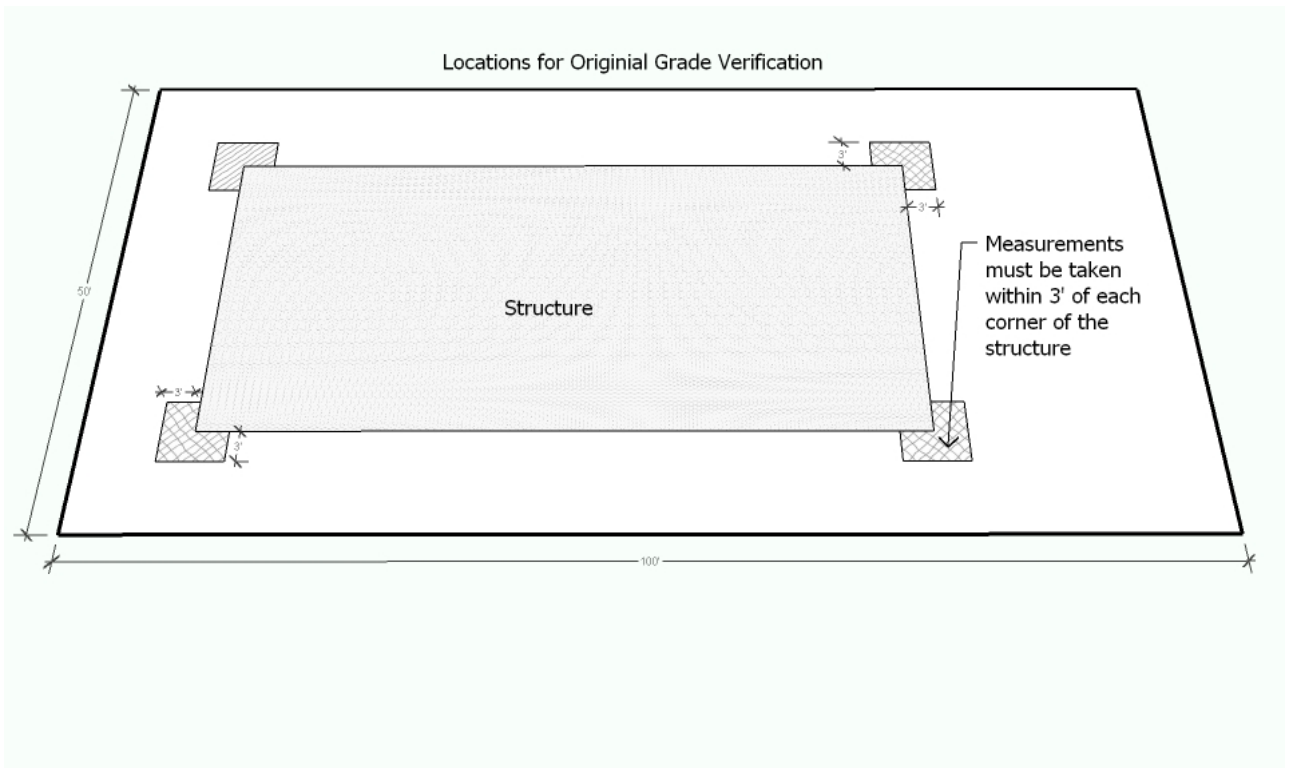 Locations for Originial Grade Verification
3'
3'
Measurements
must be taken
within 3' of each
corner of the
structure
50'
Structure
3'
3'
100'